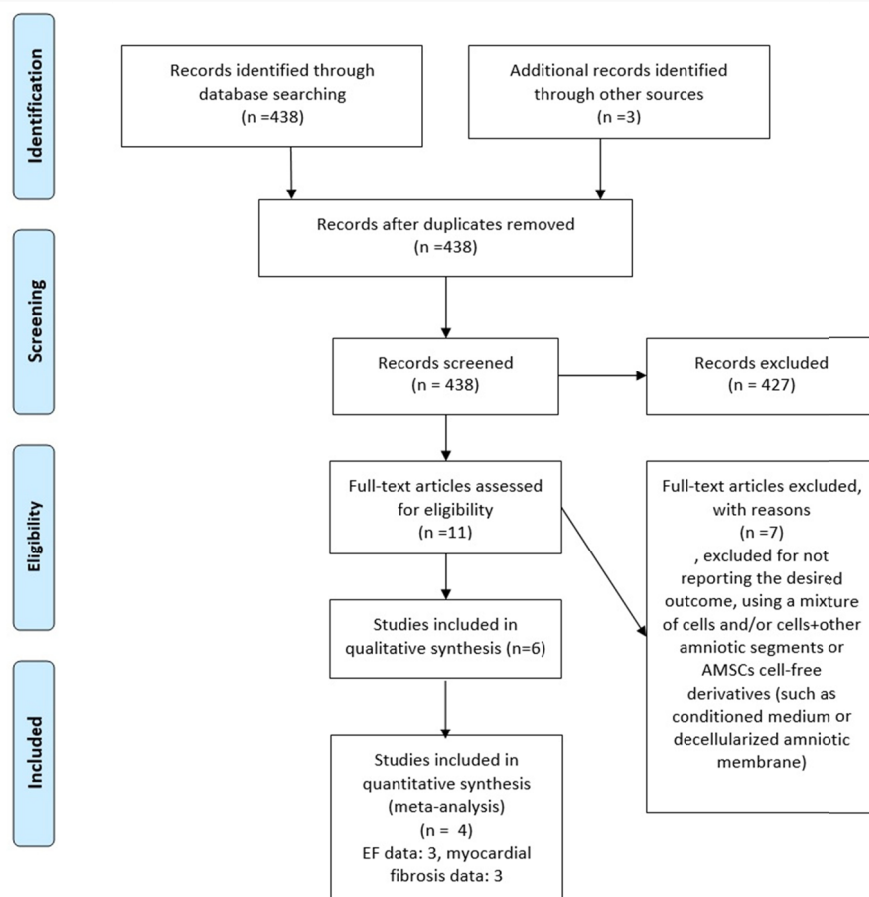 Identification
Records identified through
database searching
(n =438)
Additional records identified
through other sources
(n =3)
Records after duplicates removed
(n =438)
Screening
Records screened
(n = 438)
Records excluded
(n = 427)
Eligibility
Full-text articles assessed
for eligibility
(n =11)
Full-text articles excluded,
with reasons
(n =7)
, excluded for not
reporting the desired
outcome, using a mixture
of cells and/or cells+other
amniotic segments or
AMSCs cell-free
derivatives (such as
conditioned medium or
decellularized amniotic
membrane)
Studies included in
qualitative synthesis (n=6)
Included
Studies included in
quantitative synthesis
(meta-analysis)
(n = 4)
EF data: 3, myocardial
fibrosis data: 3